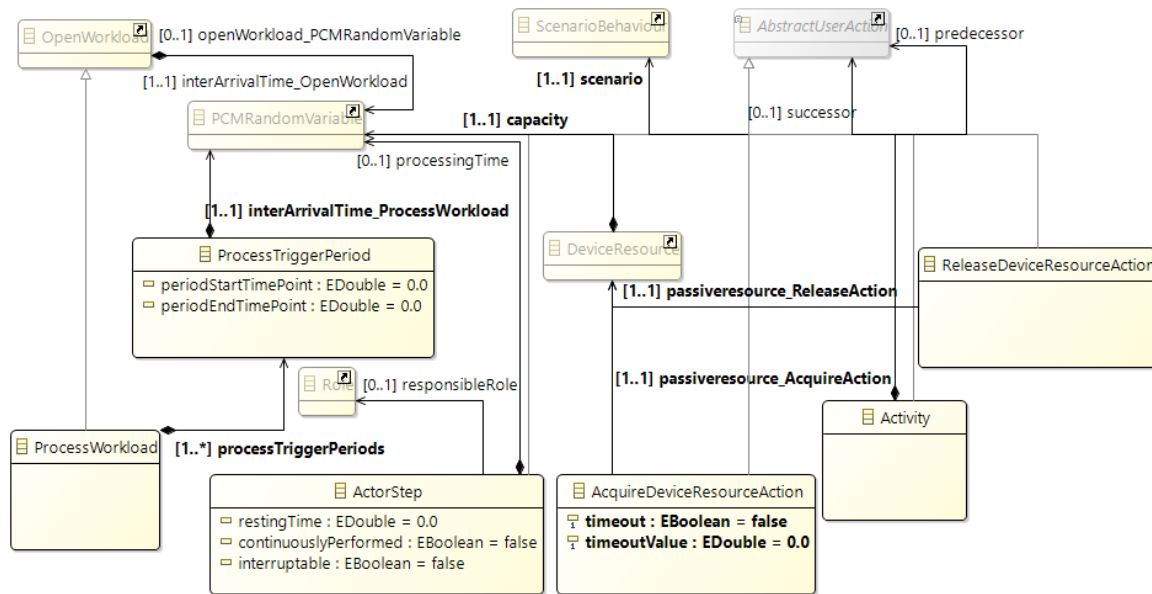 OpenWorkload
[0..1] openWorkload_PCMRandomVariable
ScenarioBehaviour
AbstractUserAction
[0..1] predecessor
[1..1] interArrivalTime_OpenWorkload
[1..1] scenario
PCMRandomVariable
[1..1] capacity
[0..1] successor
[0..1] processingTime
[1..1] interArrivalTime_ProcessWorkload
ProcessTriggerPeriod
periodStartTimePoint : EDouble = 0.0
periodEndTimePoint : EDouble = 0.0
DeviceResource
ReleaseDeviceResourceAction
[1..1] passiveresource_ReleaseAction
Role
[0..1] responsibleRole
[1..1] passiveresource_AcquireAction
Activity
ProcessWorkload
[1..*] processTriggerPeriods
ActorStep
restingTime : EDouble = 0.0
continuouslyPerformed : EBoolean = false
interruptable : EBoolean = false
AcquireDeviceResourceAction
timeout : EBoolean = false
timeoutValue : EDouble = 0.0